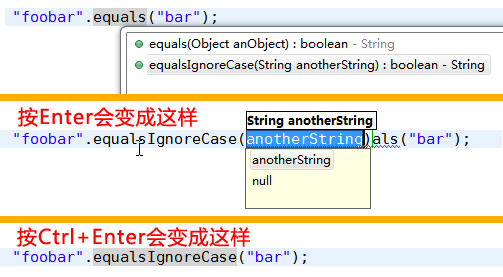 "foobar".equals("bar");
equals(Object anObject) : boolean - String
equalsIgnoreCase(String anotherString) : boolean - String
按Enter会变成这样
String anotherString
"foobar".equalsIgnoreCase(anotherString)als("bar");
anotherString
null
按Ctrl+Enter会变成这样
"foobar".equalsIgnoreCase("bar");